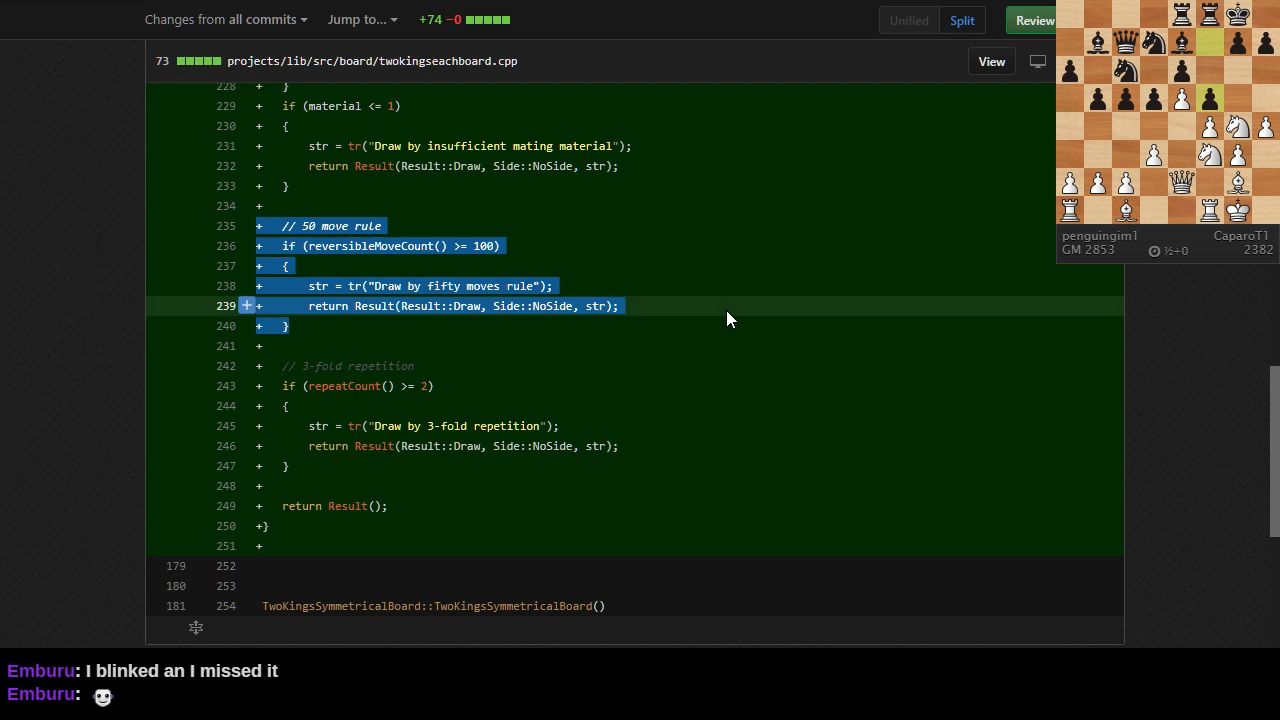 Changes from all commits Jump to... +74 −0 Unified Split Review
73 projects/lib/src/board/twokingseachboard.cpp View
228 + }
229 + if (material <= 1)
230 + {
231 + str = tr("Draw by insufficient mating material");
232 + return Result(Result::Draw, Side::NoSide, str);
233 + }
234 +
235 + // 50 move rule
236 + if (reversibleMoveCount() >= 100)
237 + {
238 + str = tr("Draw by fifty moves rule");
239 + + return Result(Result::Draw, Side::NoSide, str);
240 + }
241 +
242 + // 3-fold repetition
243 + if (repeatCount() >= 2)
244 + {
245 + str = tr("Draw by 3-fold repetition");
246 + return Result(Result::Draw, Side::NoSide, str);
247 + }
248 +
249 + return Result();
250 +}
251 +
179 252
180 253
181 254 TwoKingsSymmetricalBoard::TwoKingsSymmetricalBoard()
penguingim1 CaparoT1
GM 2853 ½+0 2382
Emburu: I blinked an I missed it
Emburu: